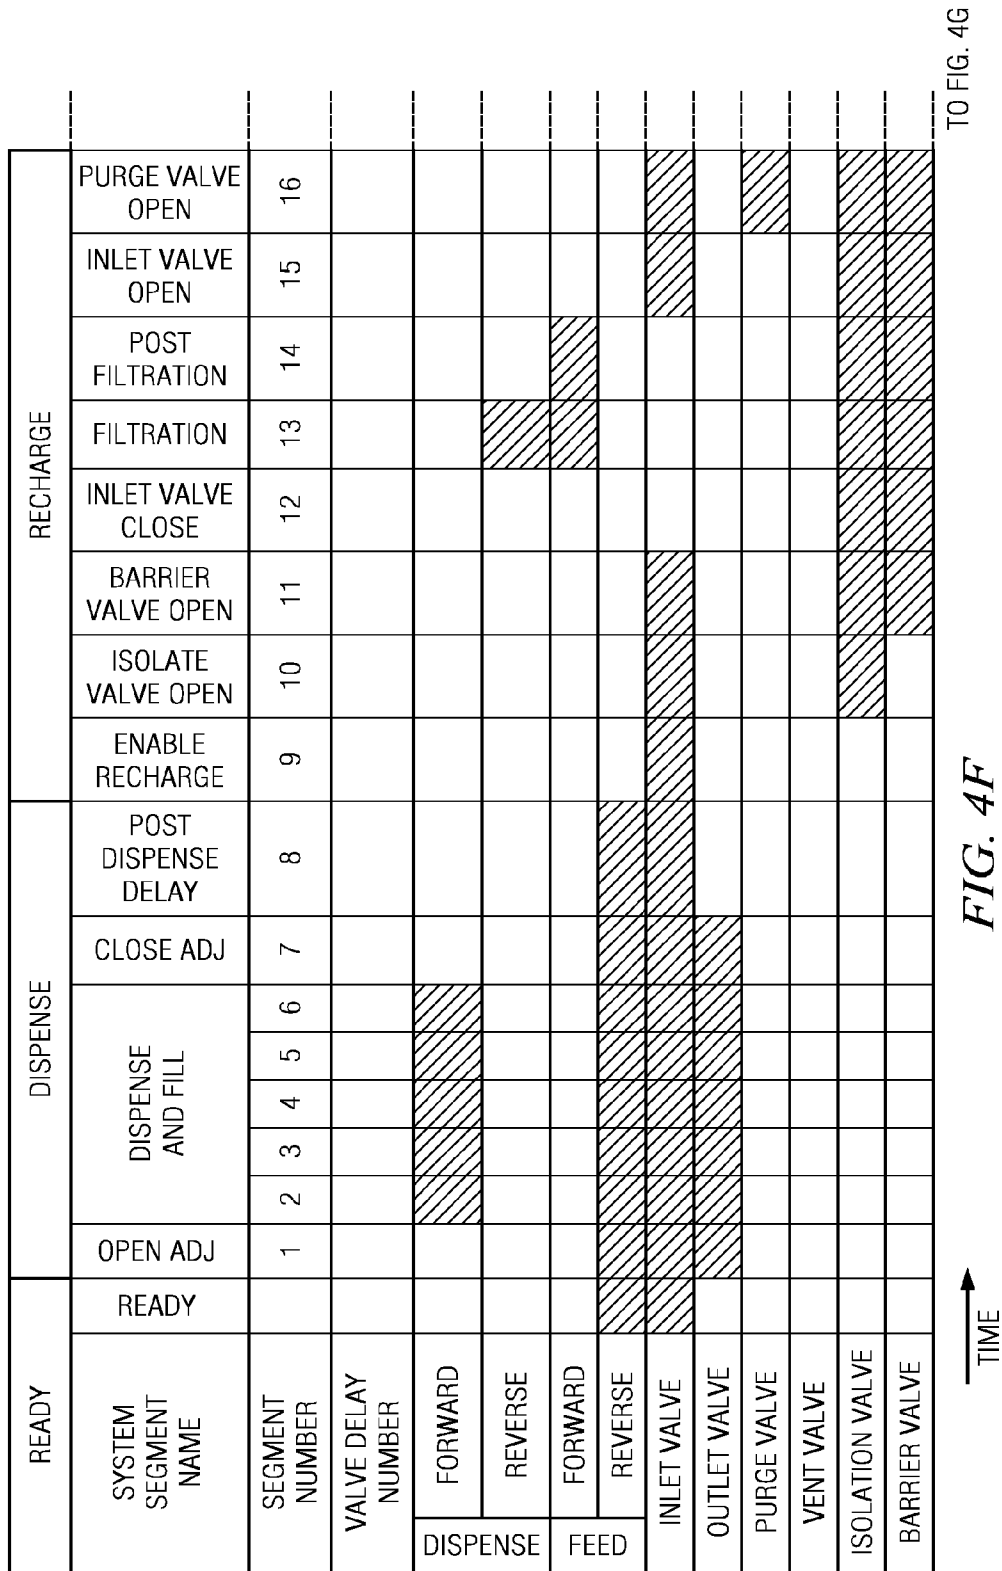 READY
DISPENSE
RECHARGE
SYSTEM
SEGMENT
NAME
READY
OPEN ADJ
DISPENSE
AND FILL
CLOSE ADJ
POST
DISPENSE
DELAY
ENABLE
RECHARGE
ISOLATE
VALVE OPEN
BARRIER
VALVE OPEN
INLET VALVE
CLOSE
FILTRATION
POST
FILTRATION
INLET VALVE
OPEN
PURGE VALVE
OPEN
SEGMENT
NUMBER
1
2
3
4
5
6
7
8
9
10
11
12
13
14
15
16
VALVE DELAY
NUMBER
DISPENSE
FORWARD
REVERSE
FEED
FORWARD
REVERSE
INLET VALVE
OUTLET VALVE
PURGE VALVE
VENT VALVE
ISOLATION VALVE
BARRIER VALVE
TO FIG. 4G
TIME
FIG. 4F